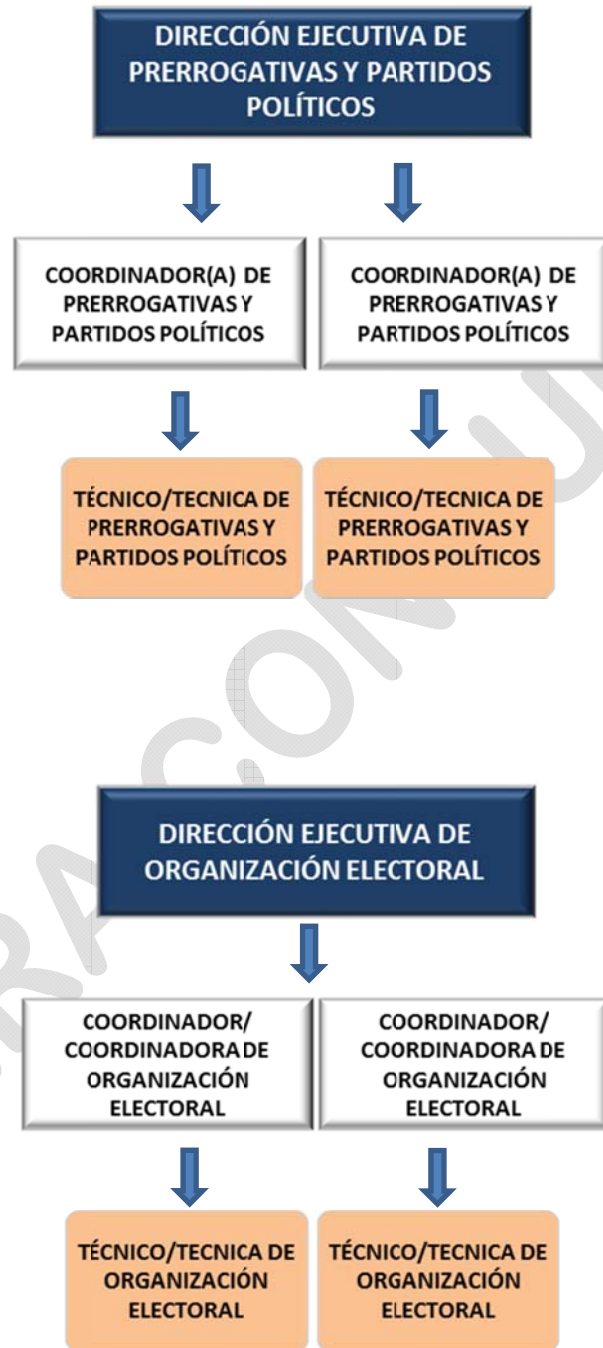 DIRECCIÓN EJECUTIVA DE
PRERROGATIVAS Y PARTIDOS
POLÍTICOS
COORDINADOR(A) DE
PRERROGATIVAS Y
PARTIDOS POLÍTICOS
COORDINADOR(A) DE
PRERROGATIVAS Y
PARTIDOS POLÍTICOS
TÉCNICO/TECNICA DE
PRERROGATIVAS Y
PARTIDOS POLÍTICOS
TÉCNICO/TECNICA DE
PRERROGATIVAS Y
PARTIDOS POLÍTICOS
DIRECCIÓN EJECUTIVA DE
ORGANIZACIÓN ELECTORAL
COORDINADOR/
COORDINADORA DE
ORGANIZACIÓN
ELECTORAL
COORDINADOR/
COORDINADORA DE
ORGANIZACIÓN
ELECTORAL
TÉCNICO/TECNICA DE
ORGANIZACIÓN
ELECTORAL
TÉCNICO/TECNICA DE
ORGANIZACIÓN
ELECTORAL